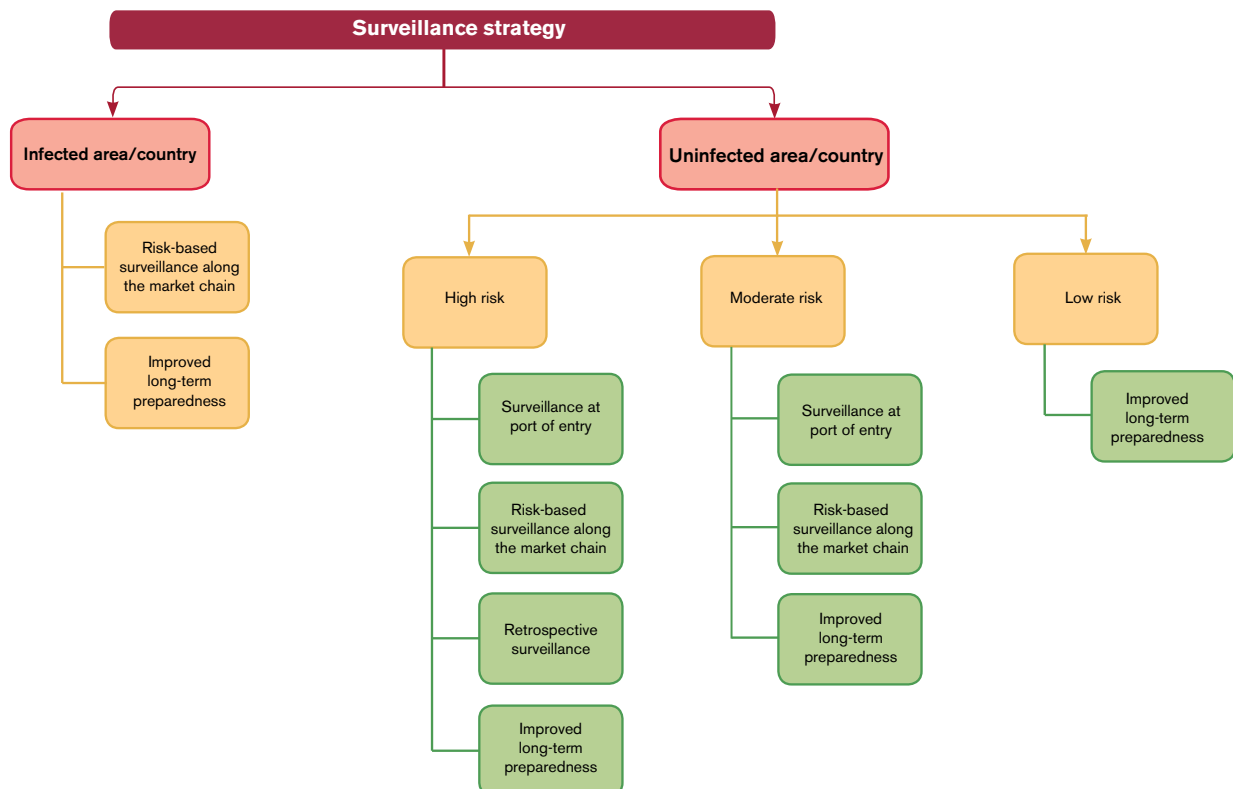 Surveillance strategy
Infected area/country
Risk-based
surveillance along
the market chain
Improved
long-term
preparedness
Uninfected area/country
High risk
Surveillance at
port of entry
Risk-based
surveillance along
the market chain
Retrospective
surveillance
Improved
long-term
preparedness
Moderate risk
Surveillance at
port of entry
Risk-based
surveillance along
the market chain
Improved
long-term
preparedness
Low risk
Improved
long-term
preparedness